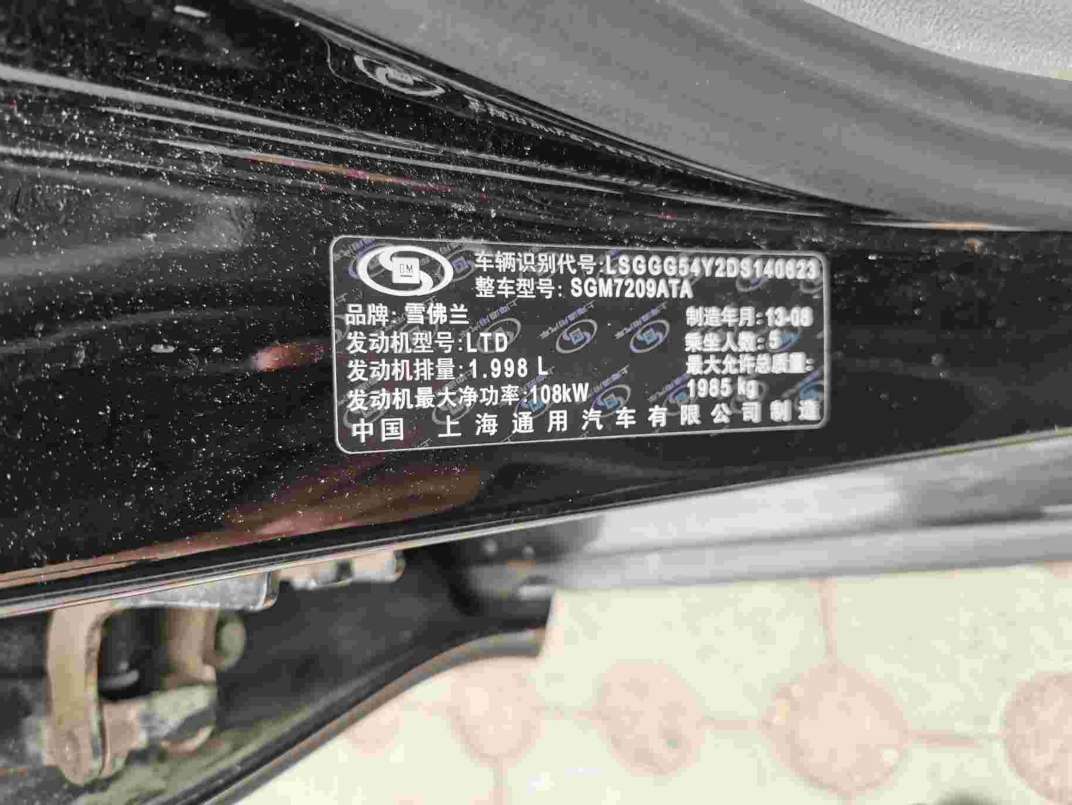 GM
车辆识别代号:LSGGG54Y2DS140623
整车型号: SGM7209ATA
品牌: 雪佛兰
制造年月: 13-08
发动机型号:LTD
乘坐人数: 5
发动机排量:1.998 L
最大允许总质量:
1985 kg
发动机最大净功率:108kW
中国 上海通用汽车有限公司制造